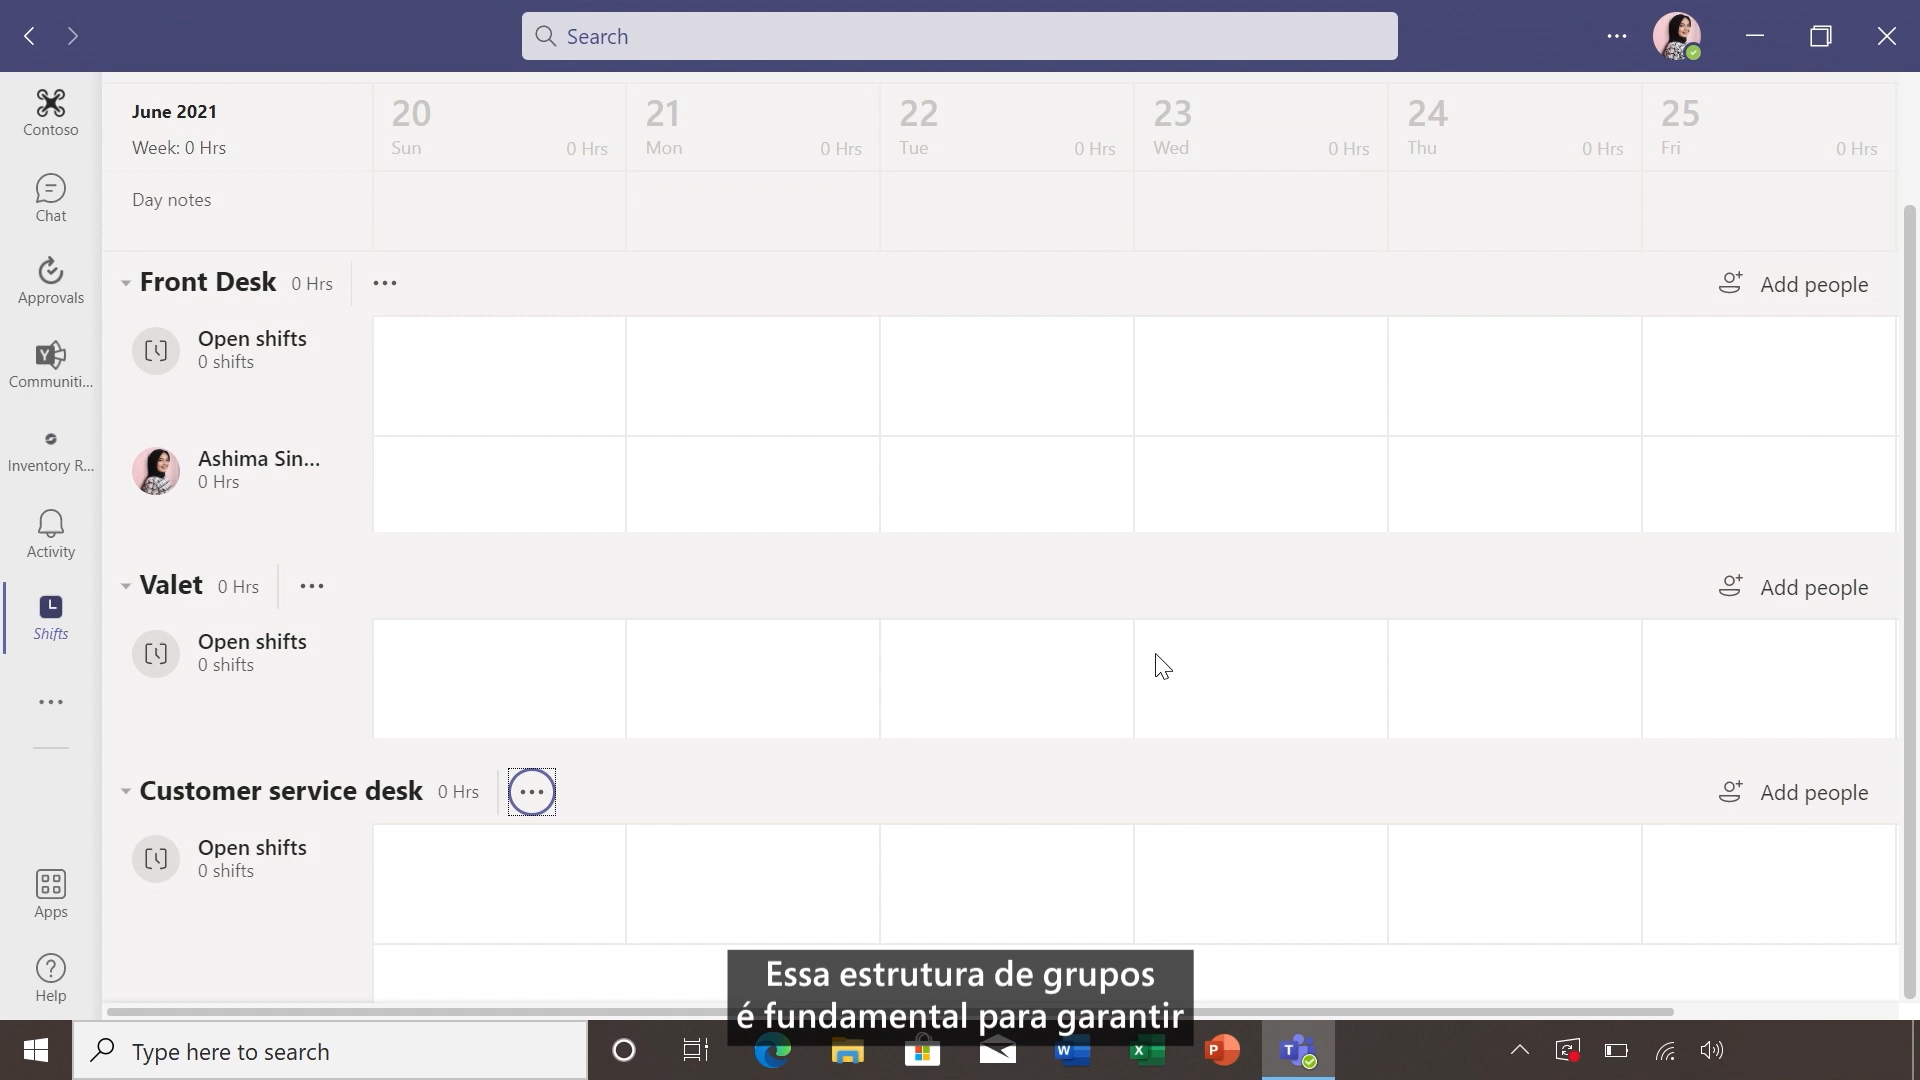 Search
Contoso
Chat
Approvals
Communiti...
Inventory R...
Activity
Shifts
Apps
Help
June 2021
Week: 0 Hrs
20
Sun
0 Hrs
21
Mon
0 Hrs
22
Tue
0 Hrs
23
Wed
0 Hrs
24
Thu
0 Hrs
25
Fri
0 Hrs
Day notes
Front Desk 0 Hrs
Add people
Open shifts
0 shifts
Ashima Sin...
0 Hrs
Valet 0 Hrs
Add people
Open shifts
0 shifts
Customer service desk 0 Hrs
Add people
Open shifts
0 shifts
Essa estrutura de grupos
é fundamental para garantir
Type here to search